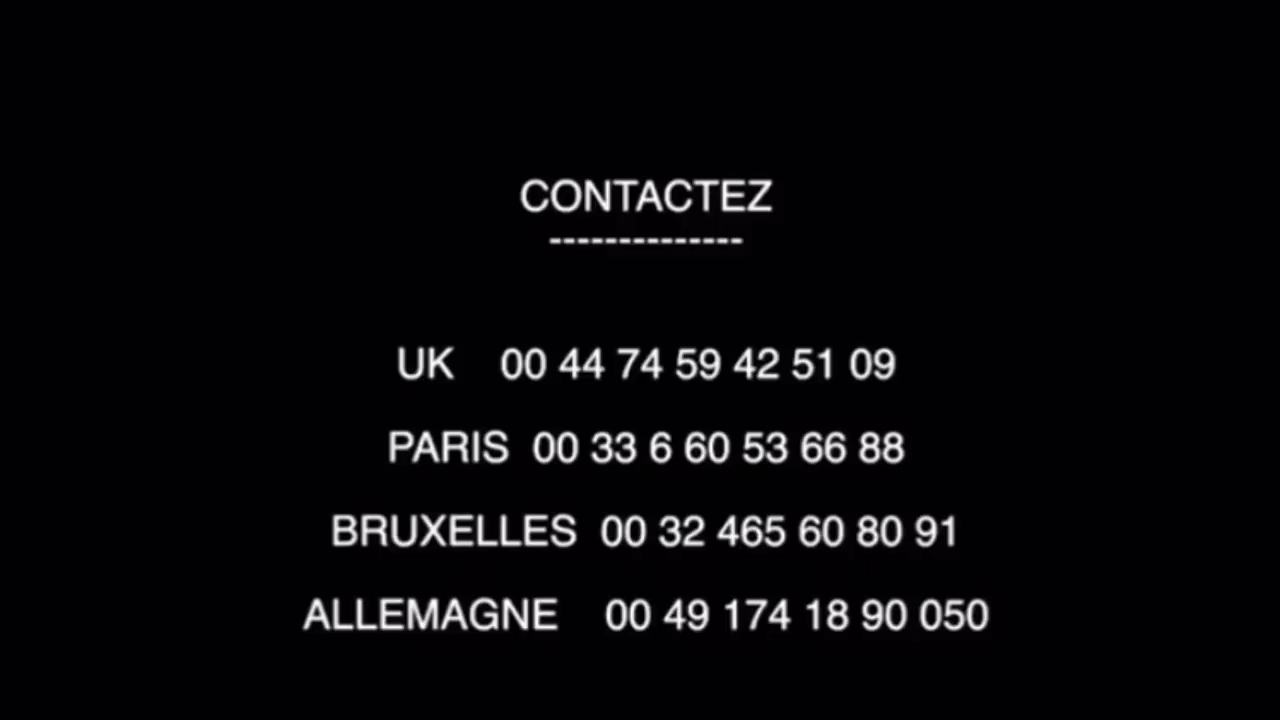 CONTACTEZ
--------------
UK 00 44 74 59 42 51 09
PARIS 00 33 6 60 53 66 88
BRUXELLES 00 32 465 60 80 91
ALLEMAGNE 00 49 174 18 90 050